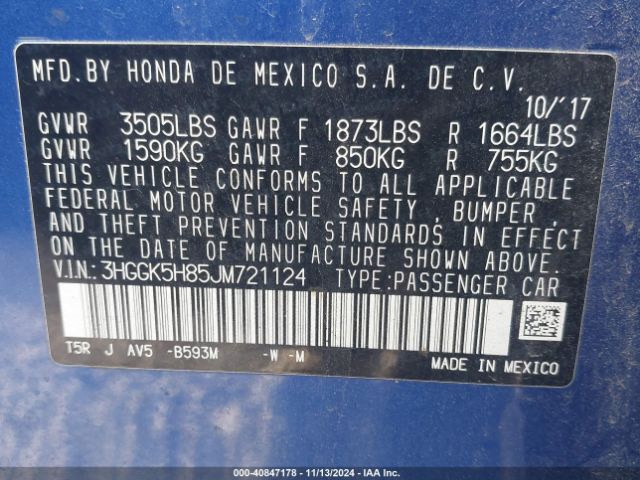 MFD.BY HONDA DE MEXICO S.A. DE C.V.
10/'17
GVWR 3505LBS GAWR F 1873LBS R 1664LBS
GVWR 1590KG GAWR F 850KG R 755KG
THIS VEHICLE CONFORMS TO ALL APPLICABLE
FEDERAL MOTOR VEHICLE SAFETY , BUMPER ,
AND THEFT PREVENTION STANDARDS IN EFFECT
ON THE DATE OF MANUFACTURE SHOWN ABOVE.
V.I.N.: 3HGGK5H85JM721124 TYPE:PASSENGER CAR
T5R J AV5 -B593M -W -M
MADE IN MEXICO
000-40847178 - 11/13/2024 - IAA Inc.